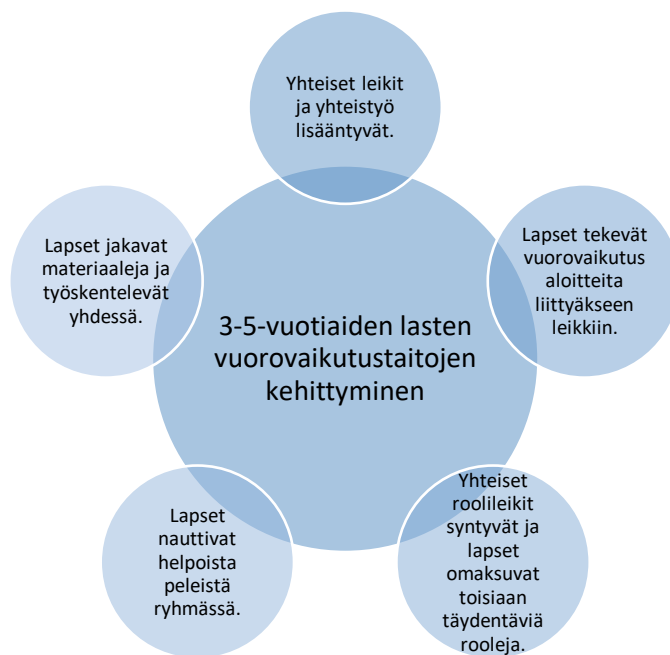 Yhteiset leikit
ja yhteistyö
lisääntyvät.
Lapset tekevät
vuorovaikutus
aloitteita
liittyäkseen
leikkiin.
Yhteiset
roolileikit
syntyvät ja
lapset
omaksuvat
toisiaan
täydentäviä
rooleja.
Lapset
nauttivat
helpoista
peleistä
ryhmässä.
Lapset jakavat
materiaaleja ja
työskentelevät
yhdessä.
3-5-vuotiaiden lasten
vuorovaikutustaitojen
kehittyminen